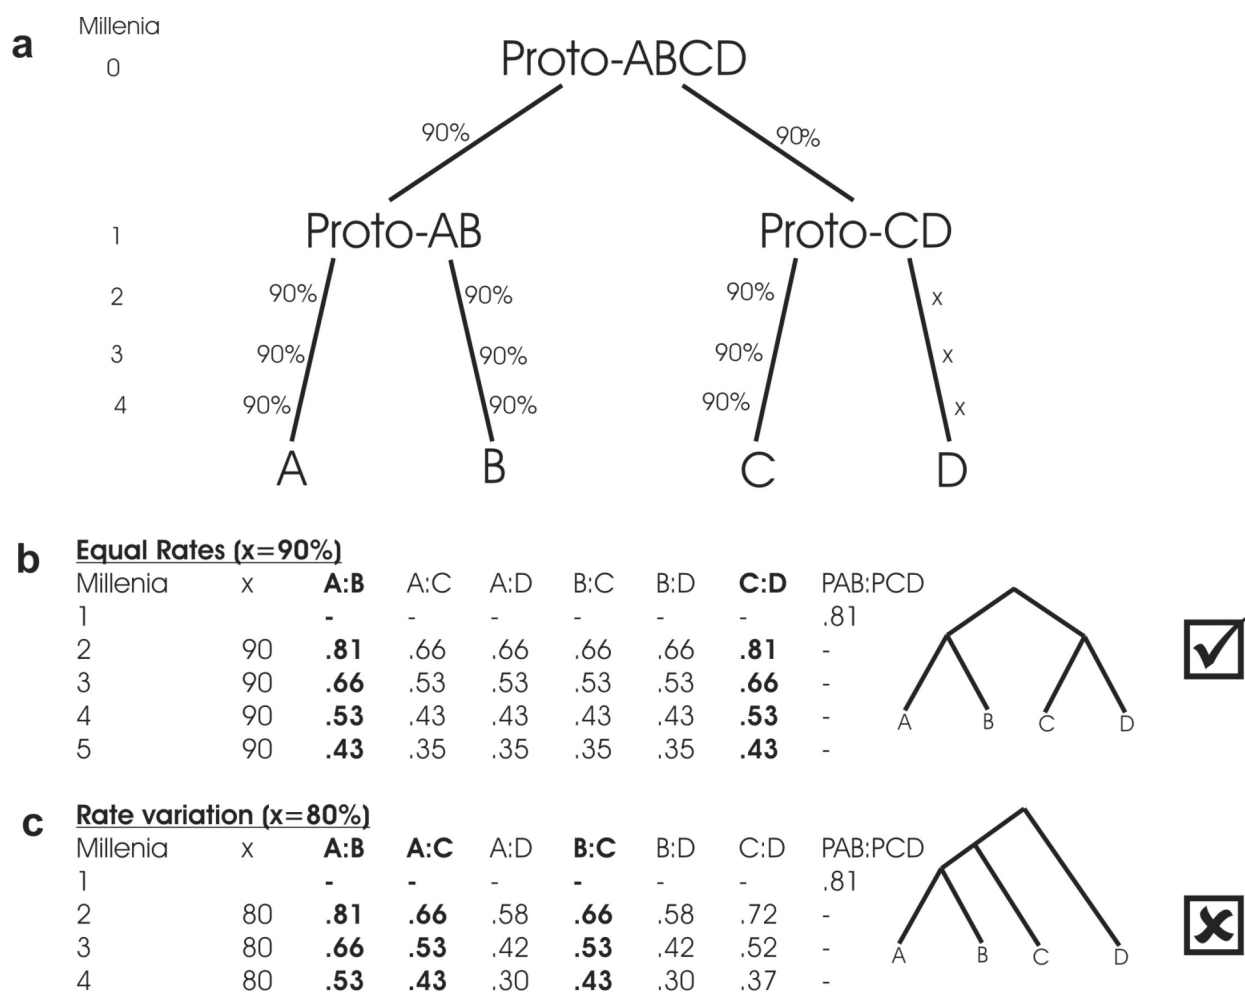 a
Millenia
0
Proto-ABCD
90% 90%
1 Proto-AB Proto-CD
2 90% 90% 90% x
3 90% 90% 90% x
4 90% 90% 90% x
A B C D
b
Equal Rates (x=90%)
Millenia x A:B A:C A:D B:C B:D C:D PAB:PCD
1 - - - - - - .81
2 90 .81 .66 .66 .66 .66 .81 -
3 90 .66 .53 .53 .53 .53 .66 -
4 90 .53 .43 .43 .43 .43 .53 -
5 90 .43 .35 .35 .35 .35 .43 -
A B C D
c
Rate variation (x=80%)
Millenia x A:B A:C A:D B:C B:D C:D PAB:PCD
1 - - - - - - .81
2 80 .81 .66 .58 .66 .58 .72 -
3 80 .66 .53 .42 .53 .42 .52 -
4 80 .53 .43 .30 .43 .30 .37 -
A B C D